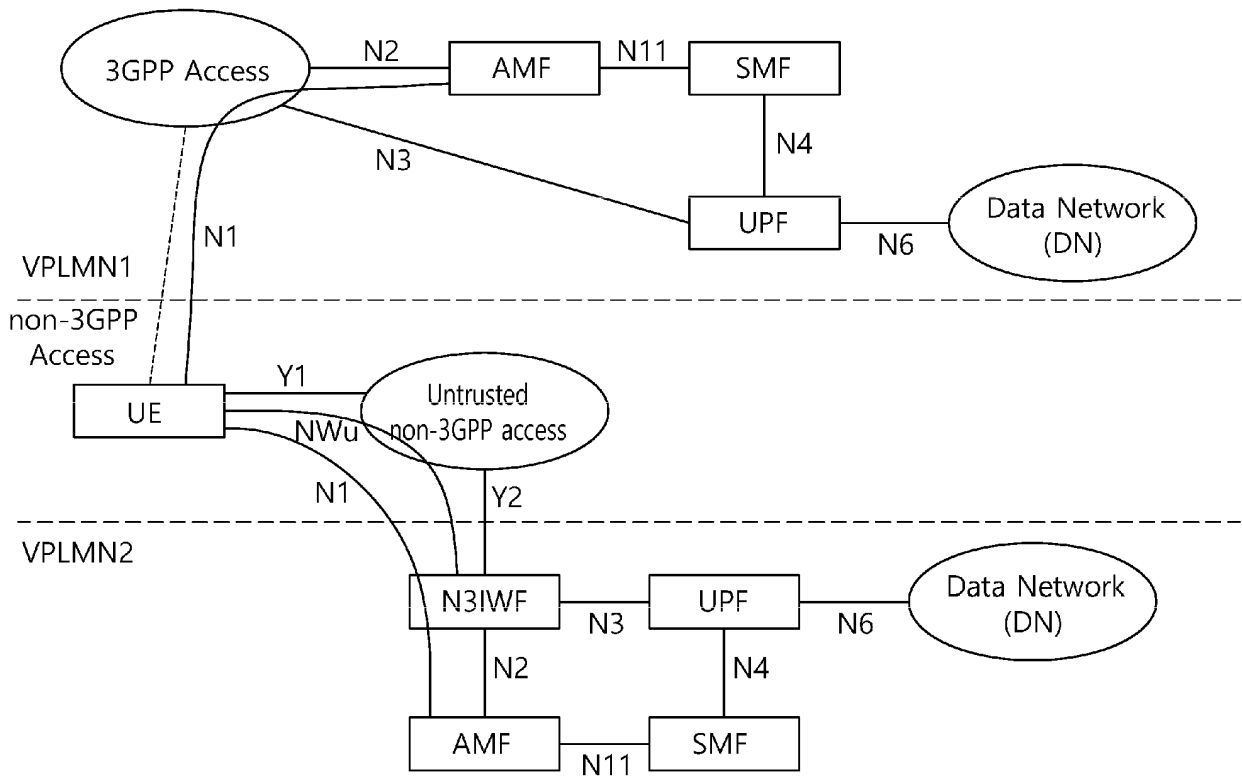 3GPP Access
N2
AMF
N11
SMF
N4
N3
N1
UPF
N6
Data Network
(DN)
VPLMN1
non-3GPP
Access
UE
Y1
Untrusted
non-3GPP access
NWu
N1
Y2
VPLMN2
N3IWF
N3
UPF
N6
Data Network
(DN)
N2
N4
AMF
N11
SMF